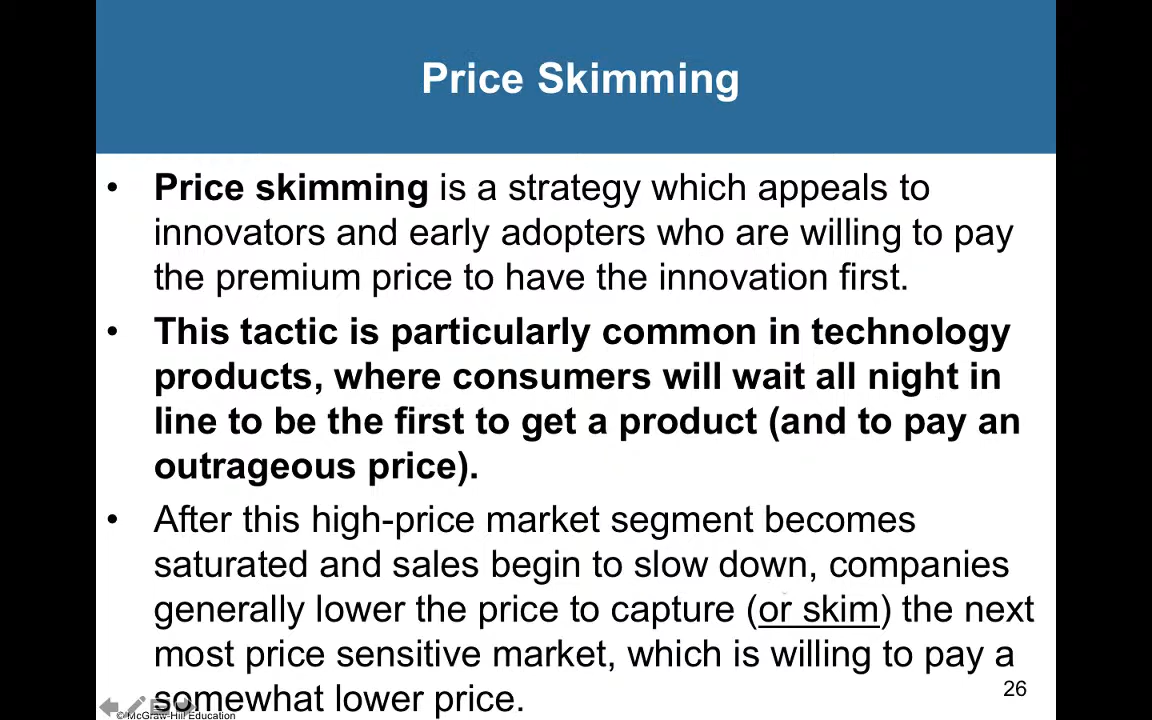 Price Skimming
• Price skimming is a strategy which appeals to
innovators and early adopters who are willing to pay
the premium price to have the innovation first.
• This tactic is particularly common in technology
products, where consumers will wait all night in
line to be the first to get a product (and to pay an
outrageous price).
• After this high-price market segment becomes
saturated and sales begin to slow down, companies
generally lower the price to capture (or skim) the next
most price sensitive market, which is willing to pay a
somewhat lower price.
26
© McGraw-Hill Education